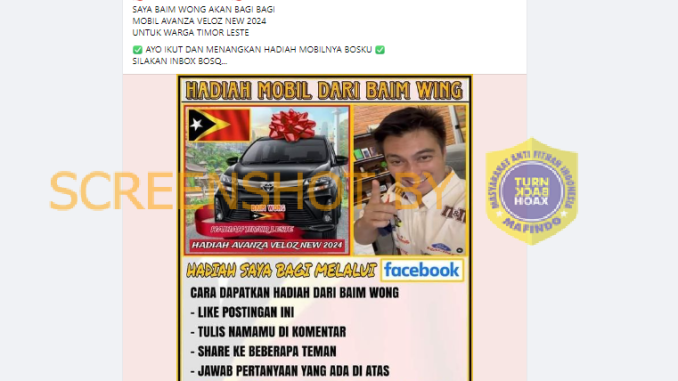 SAYA BAIM WONG AKAN BAGI BAGI
MOBIL AVANZA VELOZ NEW 2024
UNTUK WARGA TIMOR LESTE
✅ AYO IKUT DAN MENANGKAN HADIAH MOBILNYA BOSKU ✅
SILAKAN INBOX BOSQ...
HADIAH MOBIL DARI BAIM WING
BAIM WONG
HADIAH AVANZA VELOZ NEW 2024
SCREENSHOT BY
MASYARAKAT ANTI FITNAH INDONESIA
TURN
BACK
HOAX
MAFINDO
HADIAH SAYA BAGI MELALUI facebook
CARA DAPATKAN HADIAH DARI BAIM WONG
- LIKE POSTINGAN INI
- TULIS NAMAMU DI KOMENTAR
- SHARE KE BEBERAPA TEMAN
- JAWAB PERTANYAAN YANG ADA DI ATAS